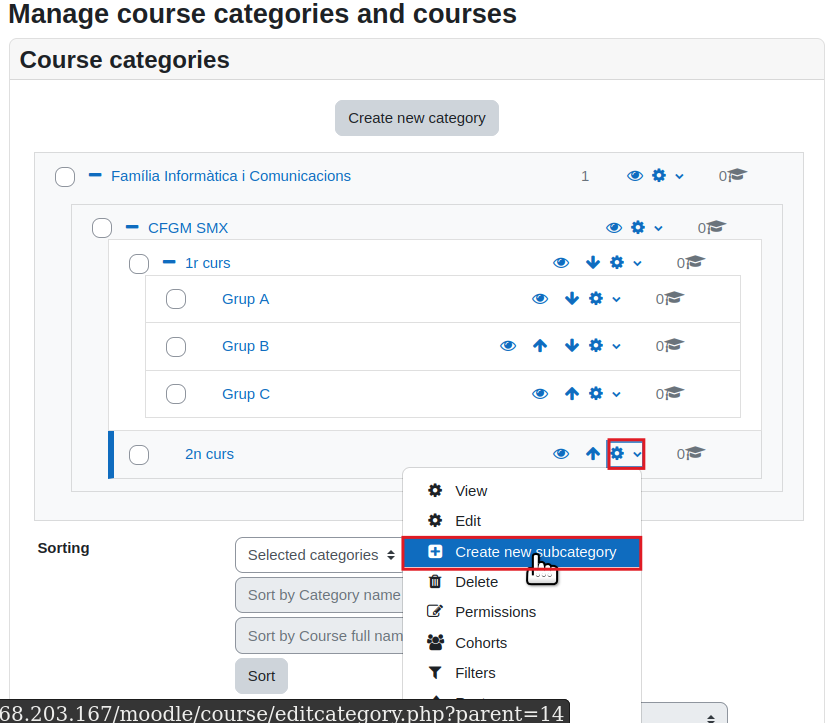 Manage course categories and courses
Course categories
Create new category
Família Informàtica i Comunicacions 1 0
CFGM SMX 0
1r curs 0
Grup A 0
Grup B 0
Grup C 0
2n curs 0
View
Edit
Create new subcategory
Delete
Permissions
Cohorts
Filters
Sorting
Selected categories
Sort by Category name
Sort by Course full nam
Sort
68.203.167/moodle/course/editcategory.php?parent=14